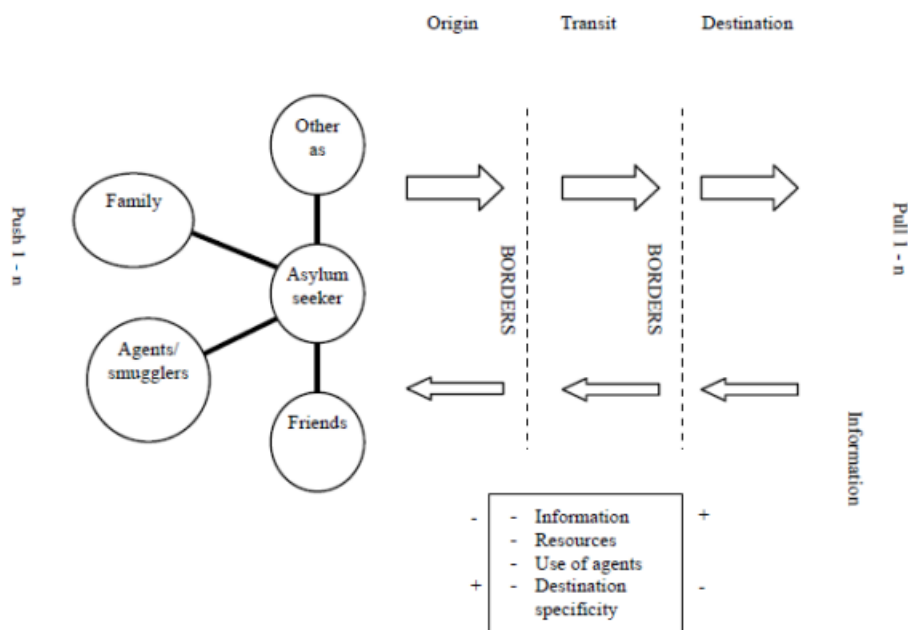 Origin Transit Destination
Other
as
Family
Push 1 - n
Pull 1 - n
Asylum
seeker
BORDERS
BORDERS
Agents/
smugglers
Friends
Information
- - Information +
- Resources
- Use of agents
+ - Destination -
specificity